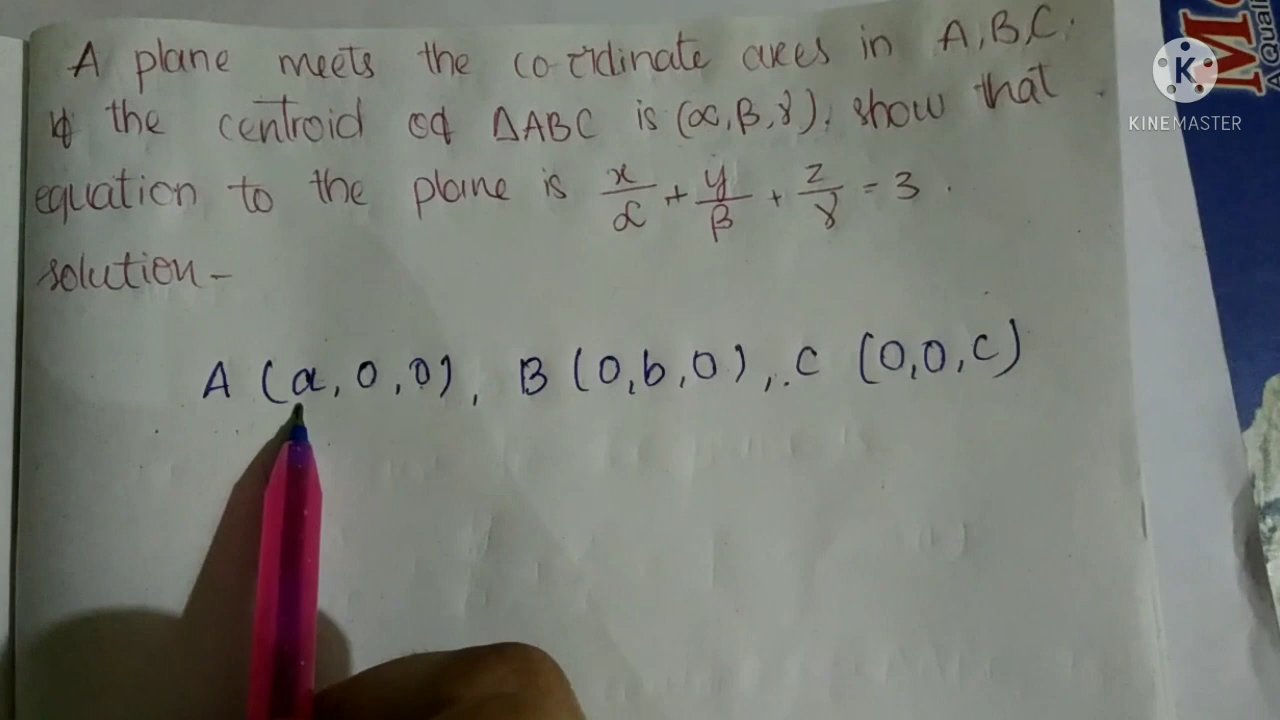 A plane meets the co-ordinate axes in A,B,C.
If the centroid of ΔABC is (α,β,γ), show that
equation to the plane is x/α + y/β + z/γ = 3.
solution-
A (a,0,0), B (0,b,0), C (0,0,c)
K
KINEMASTER